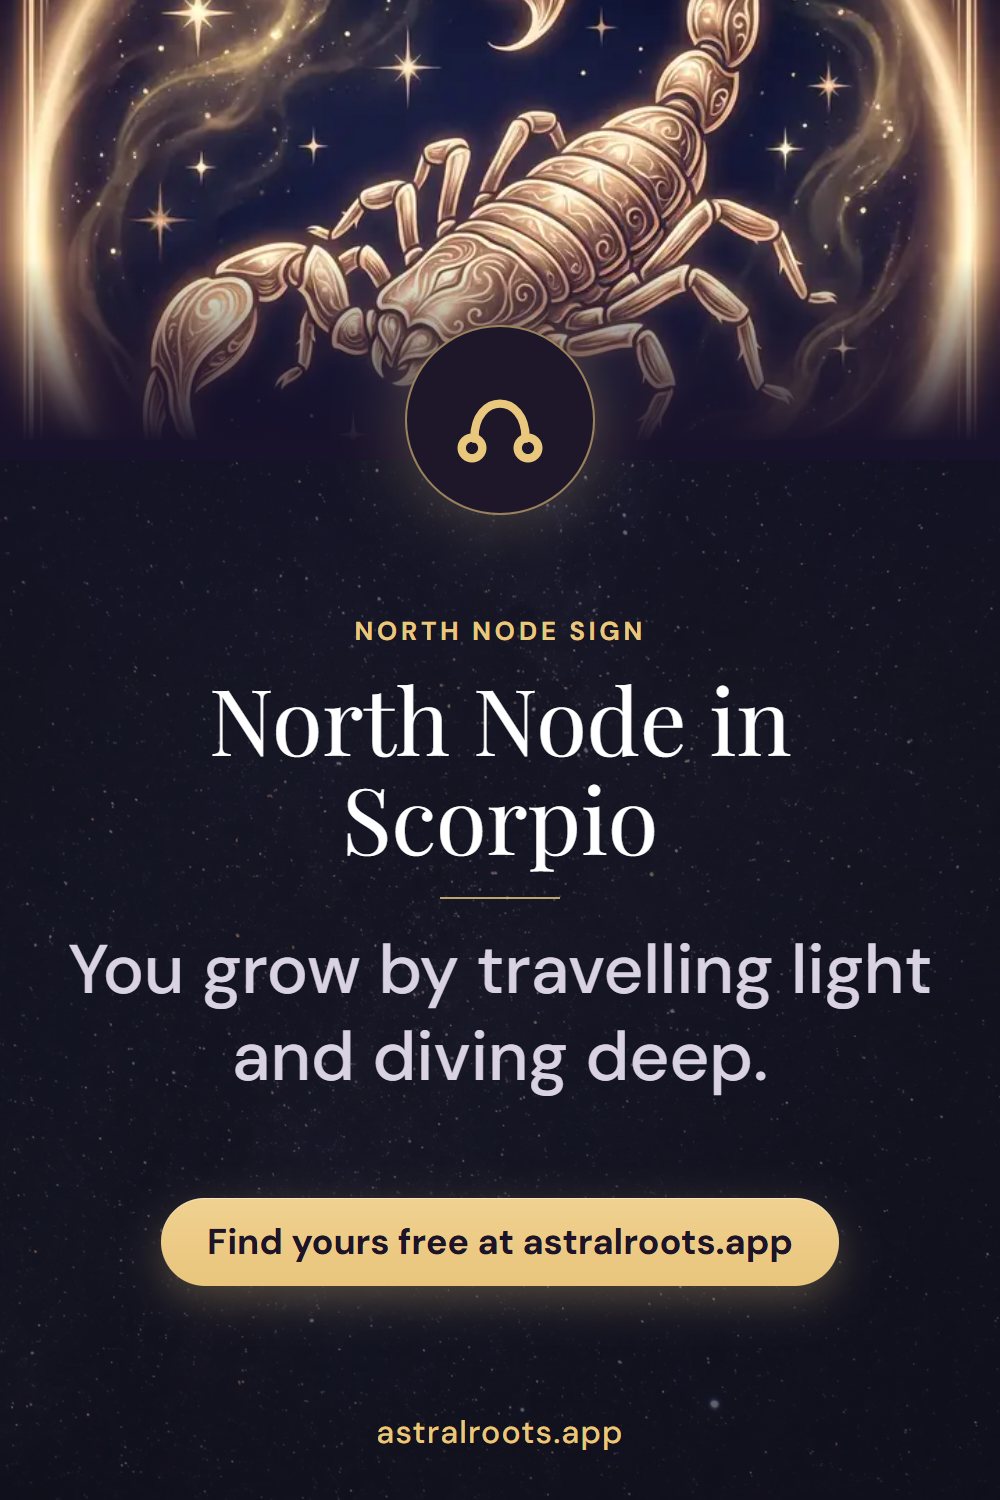 NORTH NODE SIGN
North Node in
Scorpio
You grow by travelling light
and diving deep.
Find yours free at astralroots.app
astralroots.app